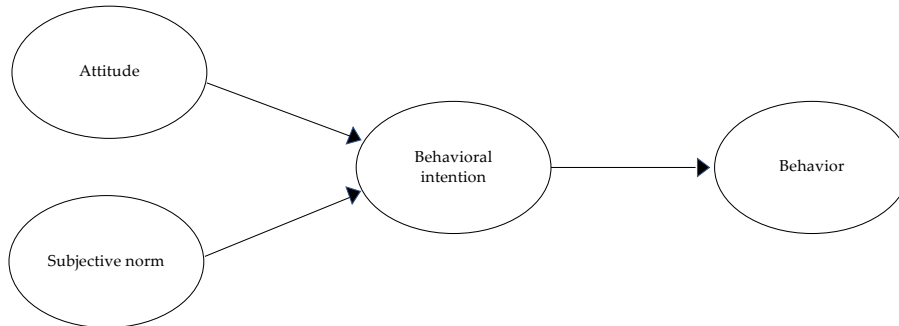 Attitude
Behavioral
intention
Behavior
Subjective norm